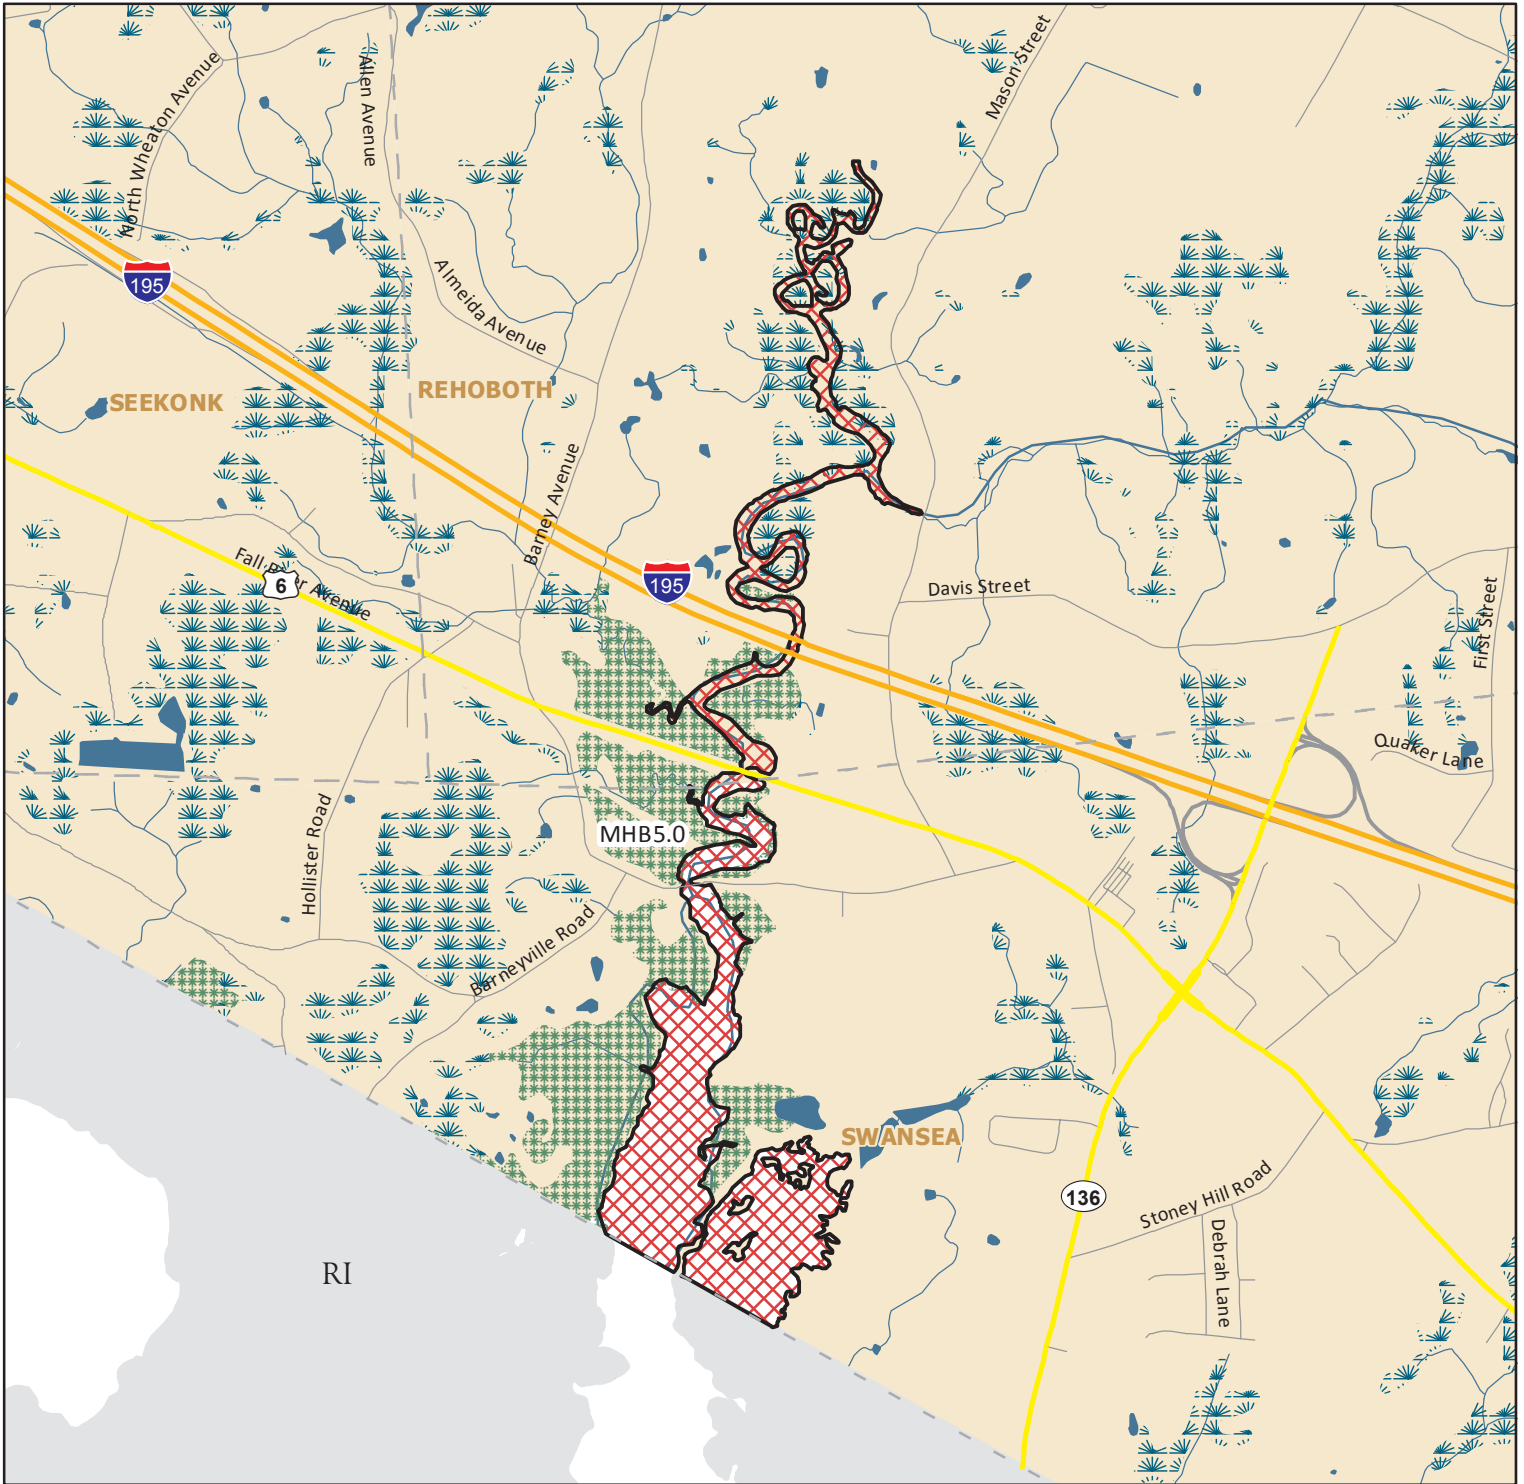 Mason Street
North Wheaton Avenue
Allen Avenue
195
Almeida Avenue
REHOBOTH
SEEKONK
Barney Avenue
195
Fall Avenue
6
Davis Street
First Street
Quaker Lane
MHB5.0
Hollister Road
Barneyville Road
SWANSEA
136
Stoney Hill Road
Debrah Lane
RI